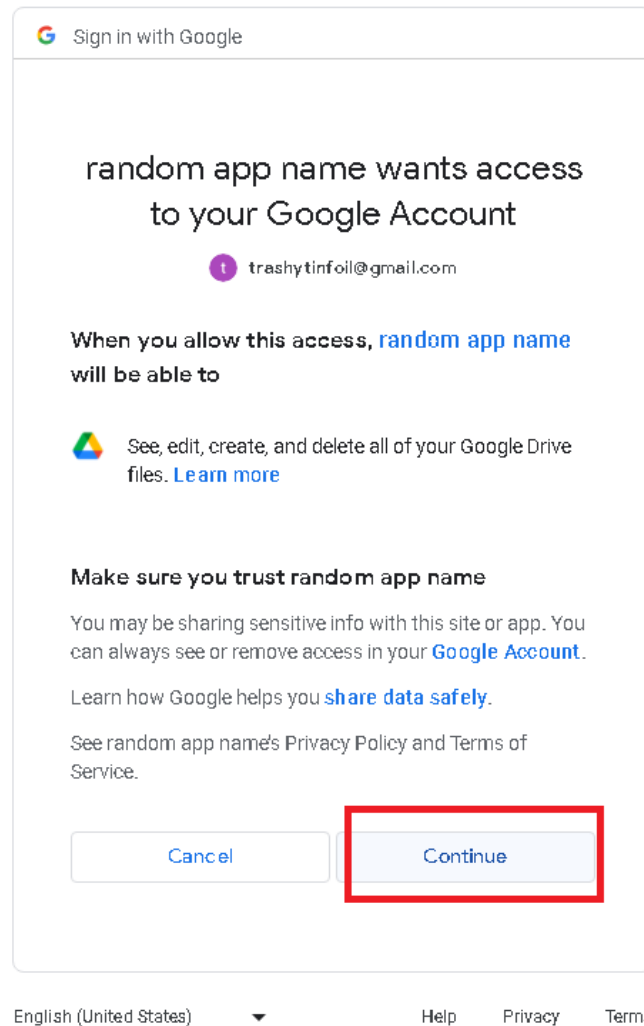 Sign in with Google
random app name wants access
to your Google Account
t trashytinfoil@gmail.com
When you allow this access, random app name
will be able to
See, edit, create, and delete all of your Google Drive
files. Learn more
Make sure you trust random app name
You may be sharing sensitive info with this site or app. You
can always see or remove access in your Google Account.
Learn how Google helps you share data safely.
See random app name's Privacy Policy and Terms of
Service.
Cancel Continue
English (United States) Help Privacy Term